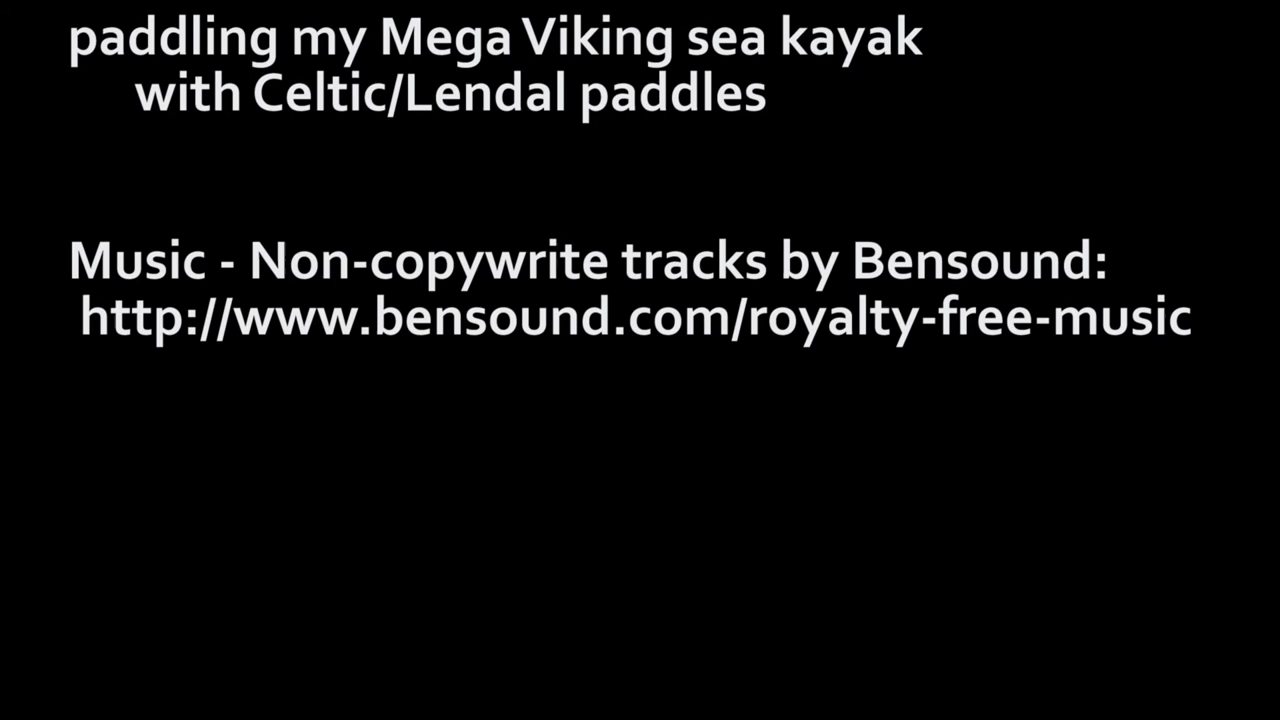 paddling my Mega Viking sea kayak
with Celtic/Lendal paddles
Music - Non-copywrite tracks by Bensound:
http://www.bensound.com/royalty-free-music